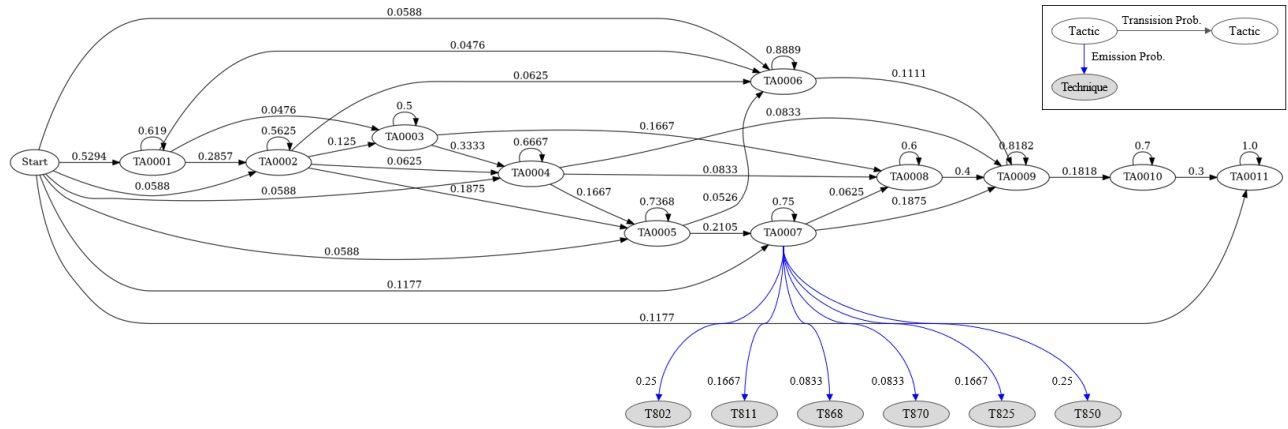 0.0588
Transision Prob.
Tactic
Tactic
0.0476
0.8889
Emission Prob.
TA0006
Technique
0.0625
0.1111
0.0476
0.5
0.0833
0.619
0.5625
0.125
TA0003
0.1667
0.6667
0.3333
0.6
0.8182
0.7
1.0
Start
0.5294
TA0001
0.2857
TA0002
0.0625
TA0004
0.0833
TA0008
0.4
TA0009
0.1818
TA0010
0.3
TA0011
0.0588
0.0588
0.1875
0.1667
0.0526
0.0625
0.1875
0.7368
0.75
TA0005
0.2105
TA0007
0.0588
0.1177
0.1177
0.25
0.1667
0.0833
0.0833
0.1667
0.25
T802
T811
T868
T870
T825
T850